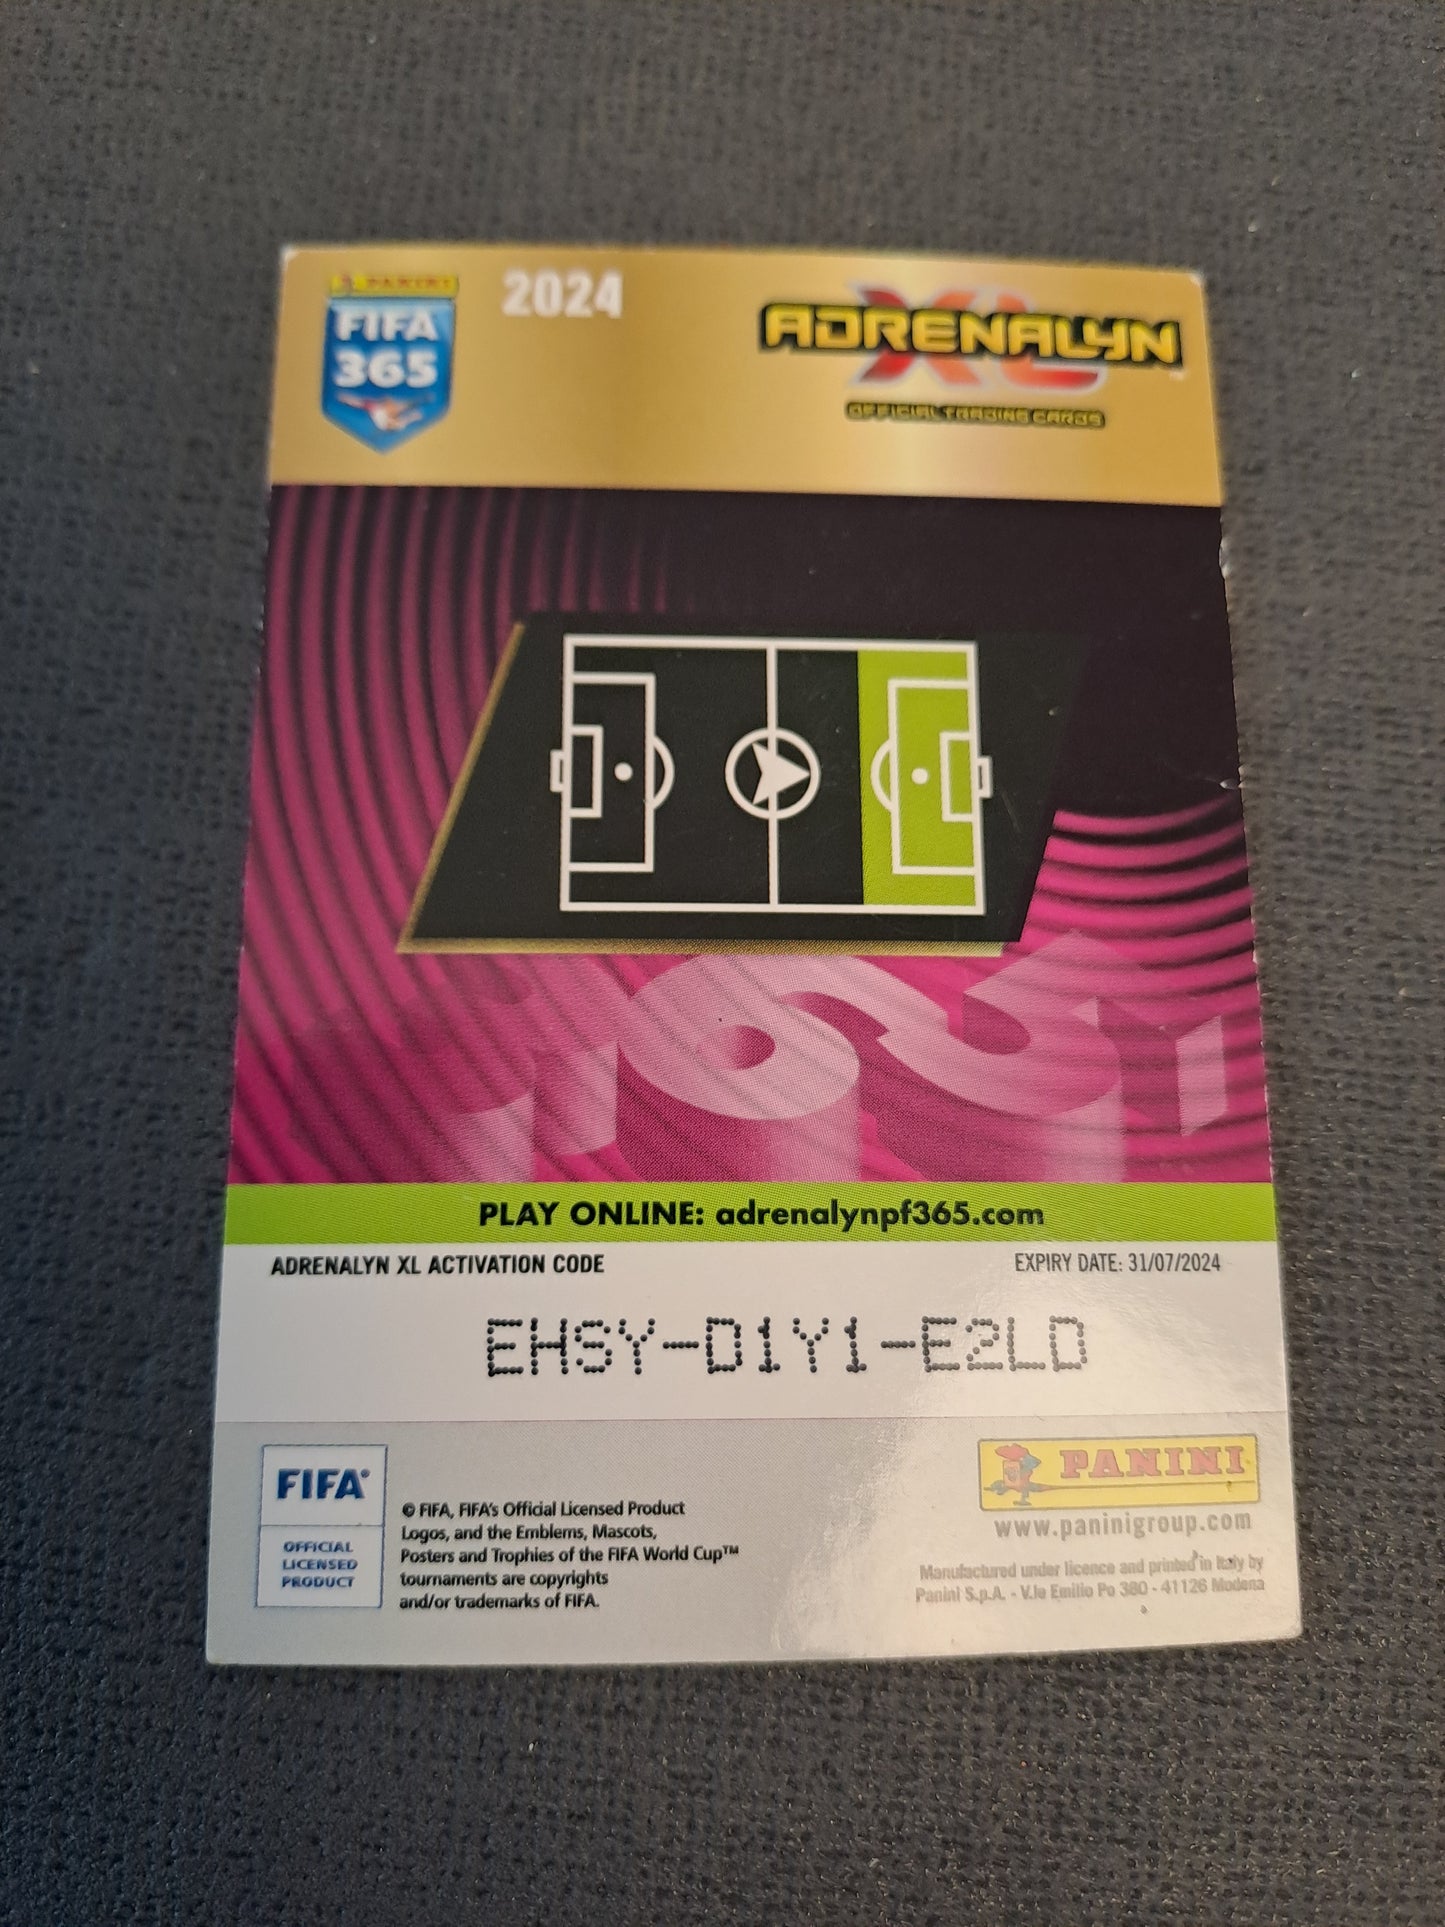 PANINI
FIFA
365
2024
ADRENALYN
XL
™
OFFICIAL TRADING CARDS
PLAY ONLINE: adrenalynpf365.com
ADRENALYN XL ACTIVATION CODE
EXPIRY DATE: 31/07/2024
EHSY-D1Y1-E2LD
FIFA®
OFFICIAL
LICENSED
PRODUCT
© FIFA, FIFA's Official Licensed Product
Logos, and the Emblems, Mascots,
Posters and Trophies of the FIFA World Cup™
tournaments are copyrights
and/or trademarks of FIFA.
PANINI
www.paninigroup.com
Manufactured under licence and printed in Italy by
Panini S.p.A. - V.le Emilio Po 380 - 41126 Modena